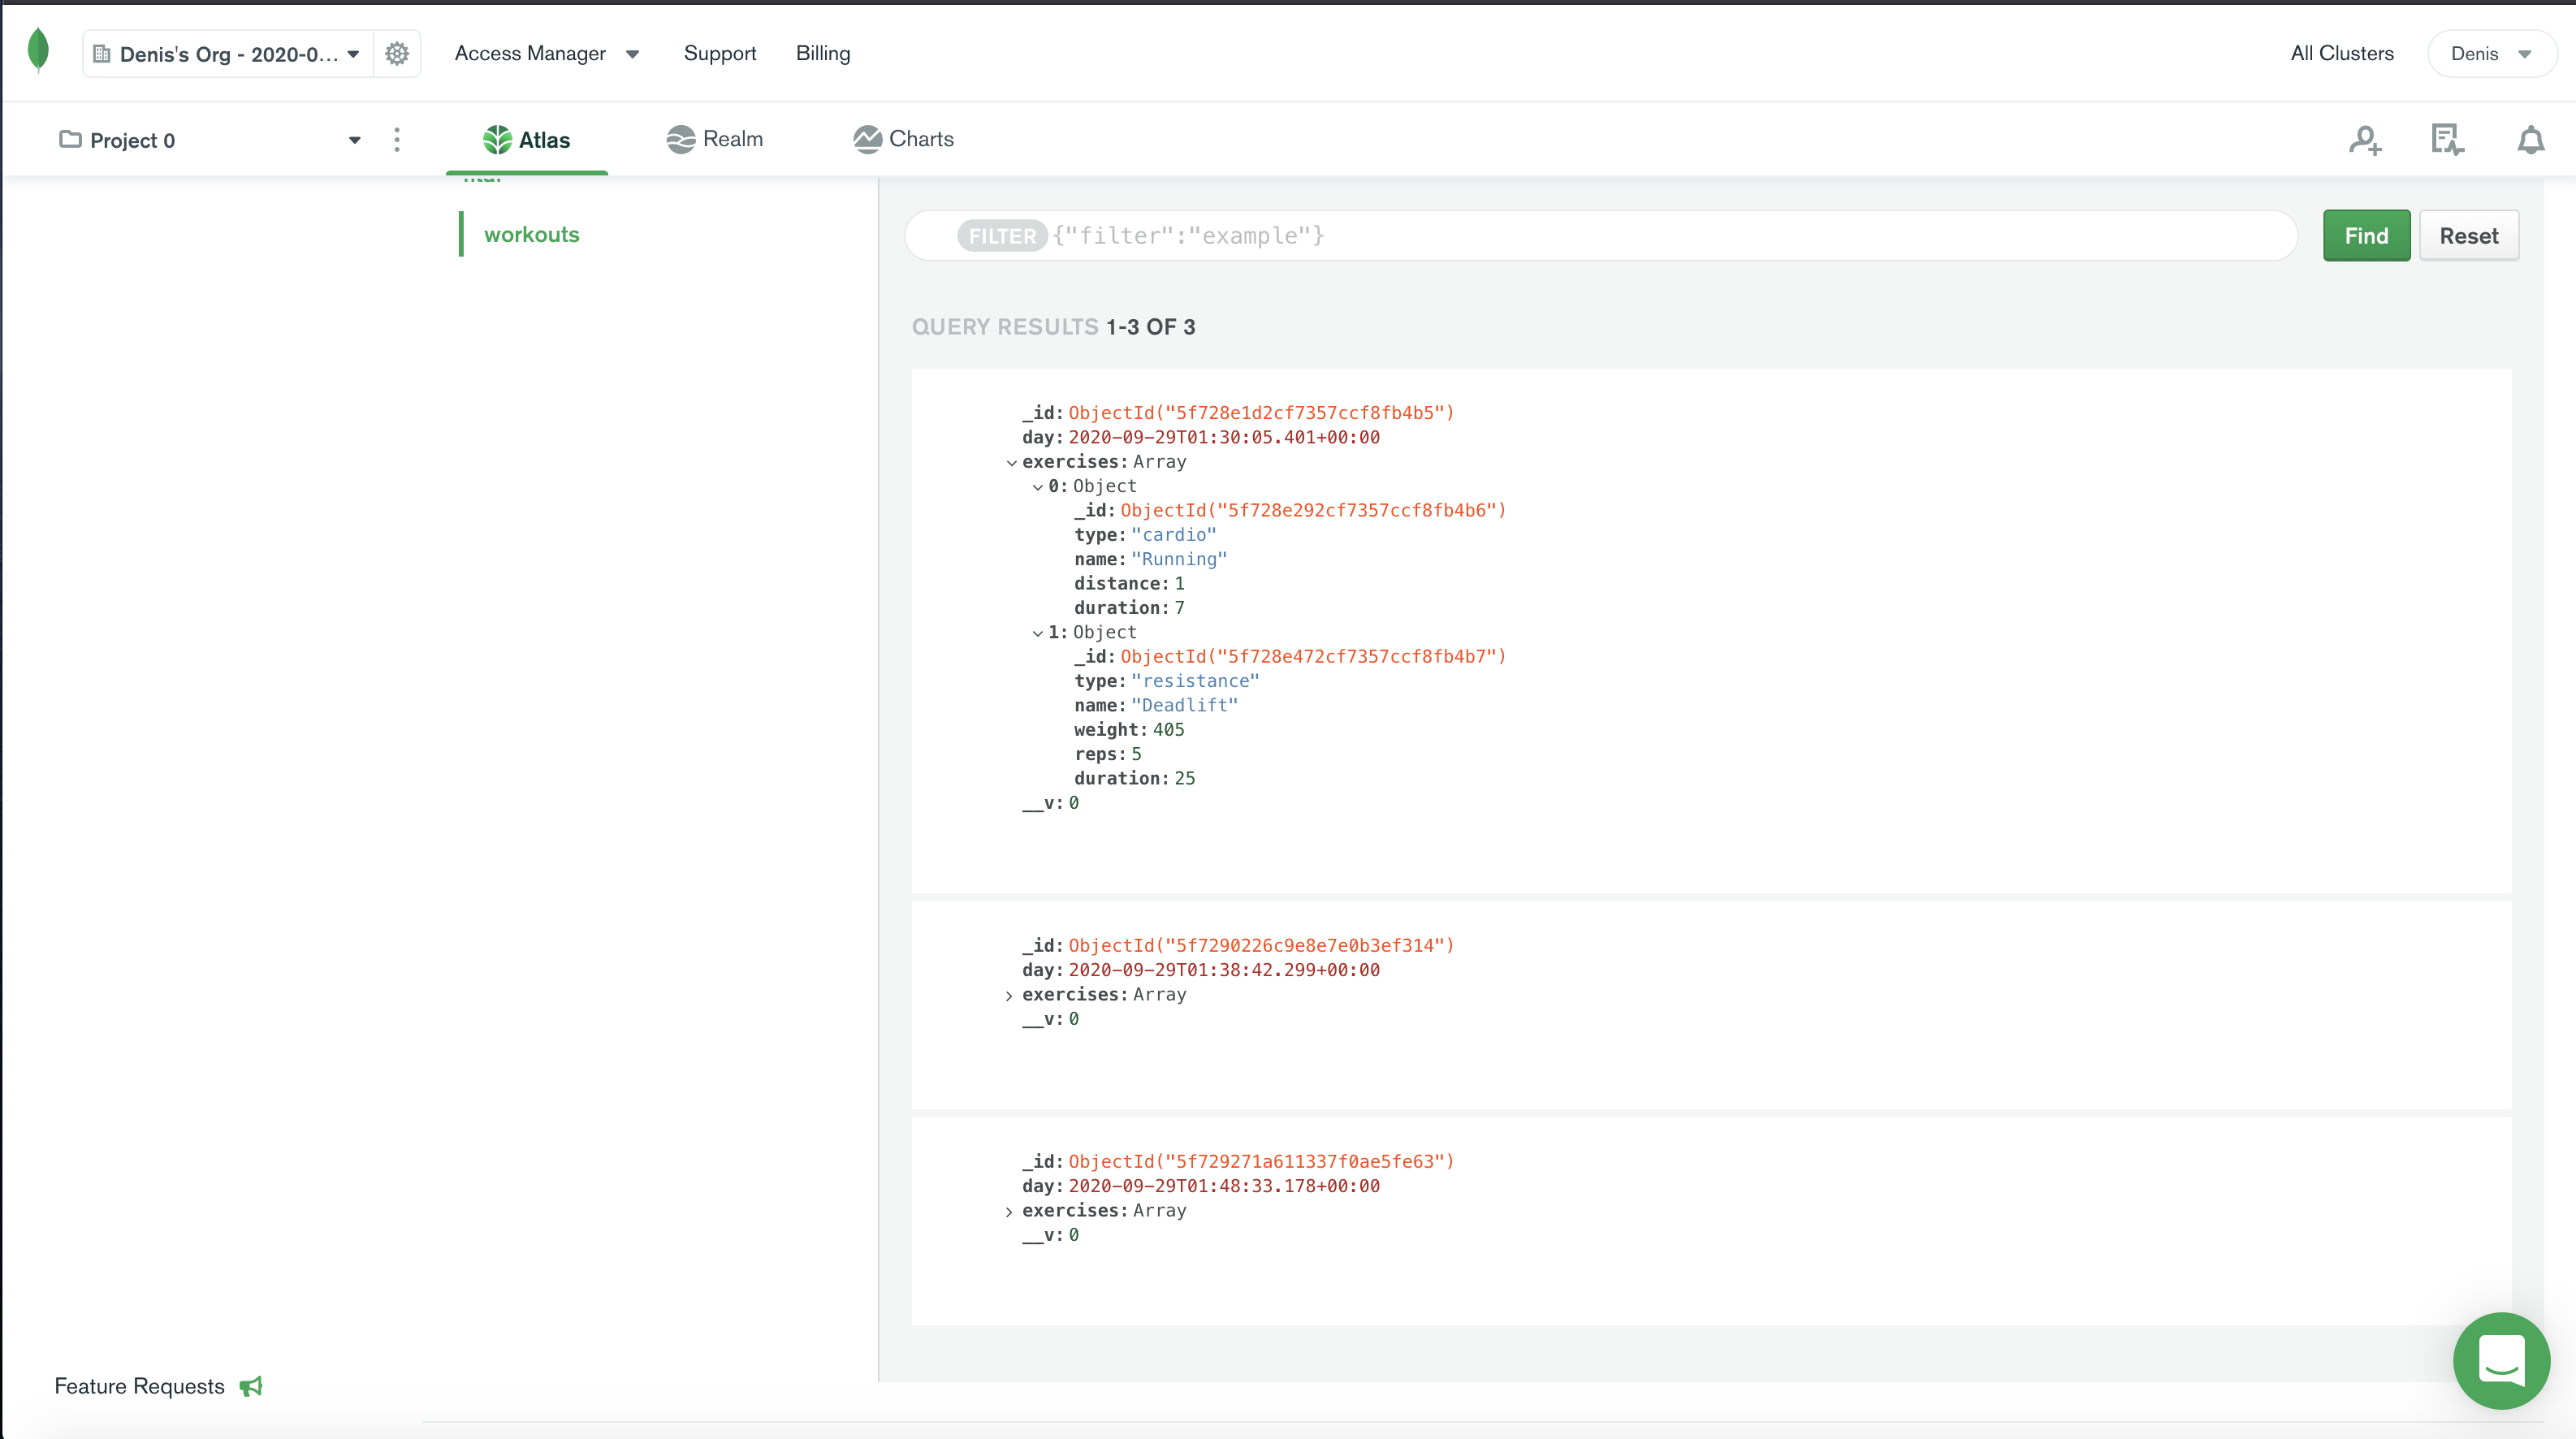 Denis's Org - 2020-0...
Access Manager
Support
Billing
All Clusters
Denis
Project 0
Atlas
Realm
Charts
workouts
FILTER {"filter":"example"}
Find
Reset
QUERY RESULTS 1-3 OF 3
_id: ObjectId("5f728e1d2cf7357ccf8fb4b5")
day: 2020-09-29T01:30:05.401+00:00
exercises: Array
0: Object
_id: ObjectId("5f728e292cf7357ccf8fb4b6")
type: "cardio"
name: "Running"
distance: 1
duration: 7
1: Object
_id: ObjectId("5f728e472cf7357ccf8fb4b7")
type: "resistance"
name: "Deadlift"
weight: 405
reps: 5
duration: 25
__v: 0
_id: ObjectId("5f7290226c9e8e7e0b3ef314")
day: 2020-09-29T01:38:42.299+00:00
exercises: Array
__v: 0
_id: ObjectId("5f729271a611337f0ae5fe63")
day: 2020-09-29T01:48:33.178+00:00
exercises: Array
__v: 0
Feature Requests